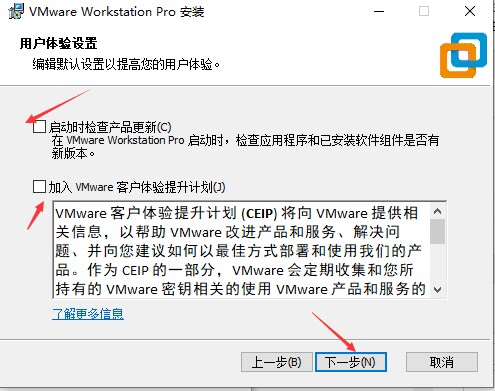 VMware Workstation Pro 安装
用户体验设置
编辑默认设置以提高您的用户体验。
启动时检查产品更新(C)
在 VMware Workstation Pro 启动时，检查应用程序和已安装软件组件是否有
新版本。
加入 VMware 客户体验提升计划(J)
VMware 客户体验提升计划 (CEIP) 将向 VMware 提供相
关信息，以帮助 VMware 改进产品和服务、解决问
题、并向您建议如何以最佳方式部署和使用我们的产
品。作为 CEIP 的一部分，VMware 会定期收集和您所
持有的 VMware 密钥相关的使用 VMware 产品和服务的
了解更多信息
上一步(B)
下一步(N)
取消